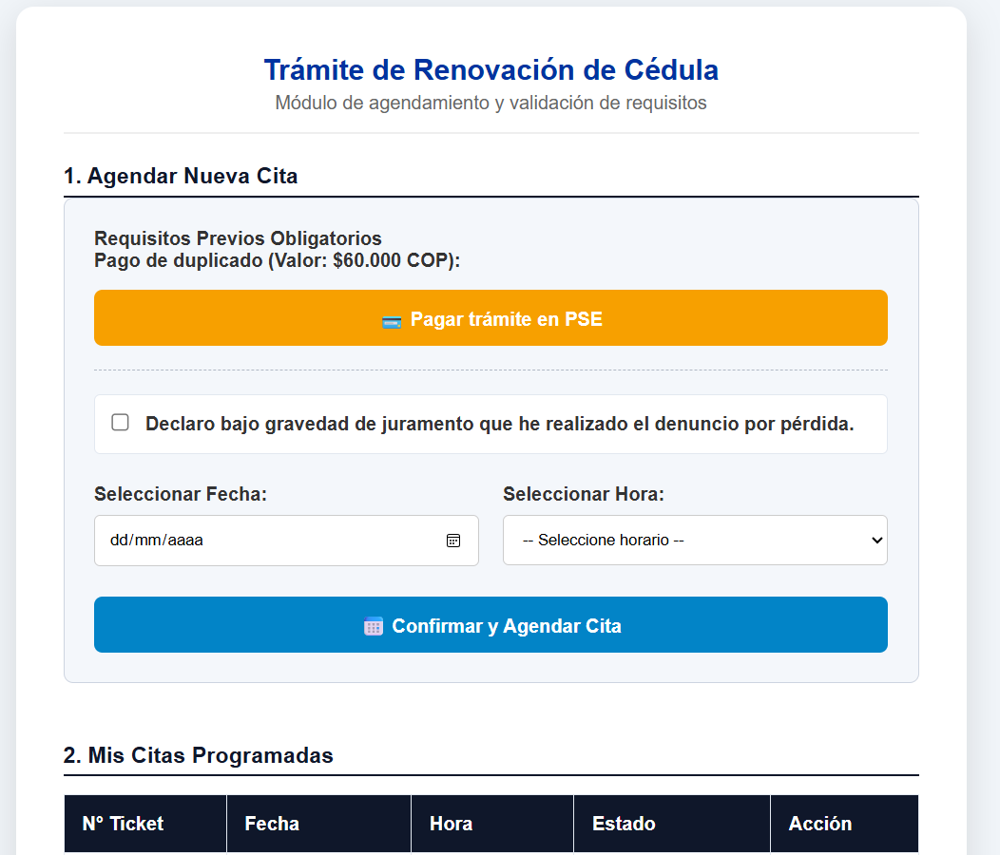 Trámite de Renovación de Cédula
Módulo de agendamiento y validación de requisitos
1. Agendar Nueva Cita
Requisitos Previos Obligatorios
Pago de duplicado (Valor: $60.000 COP):
Pagar trámite en PSE
Declaro bajo gravedad de juramento que he realizado el denuncio por pérdida.
Seleccionar Fecha: Seleccionar Hora:
dd/mm/aaaa -- Seleccione horario --
Confirmar y Agendar Cita
2. Mis Citas Programadas
N° Ticket Fecha Hora Estado Acción